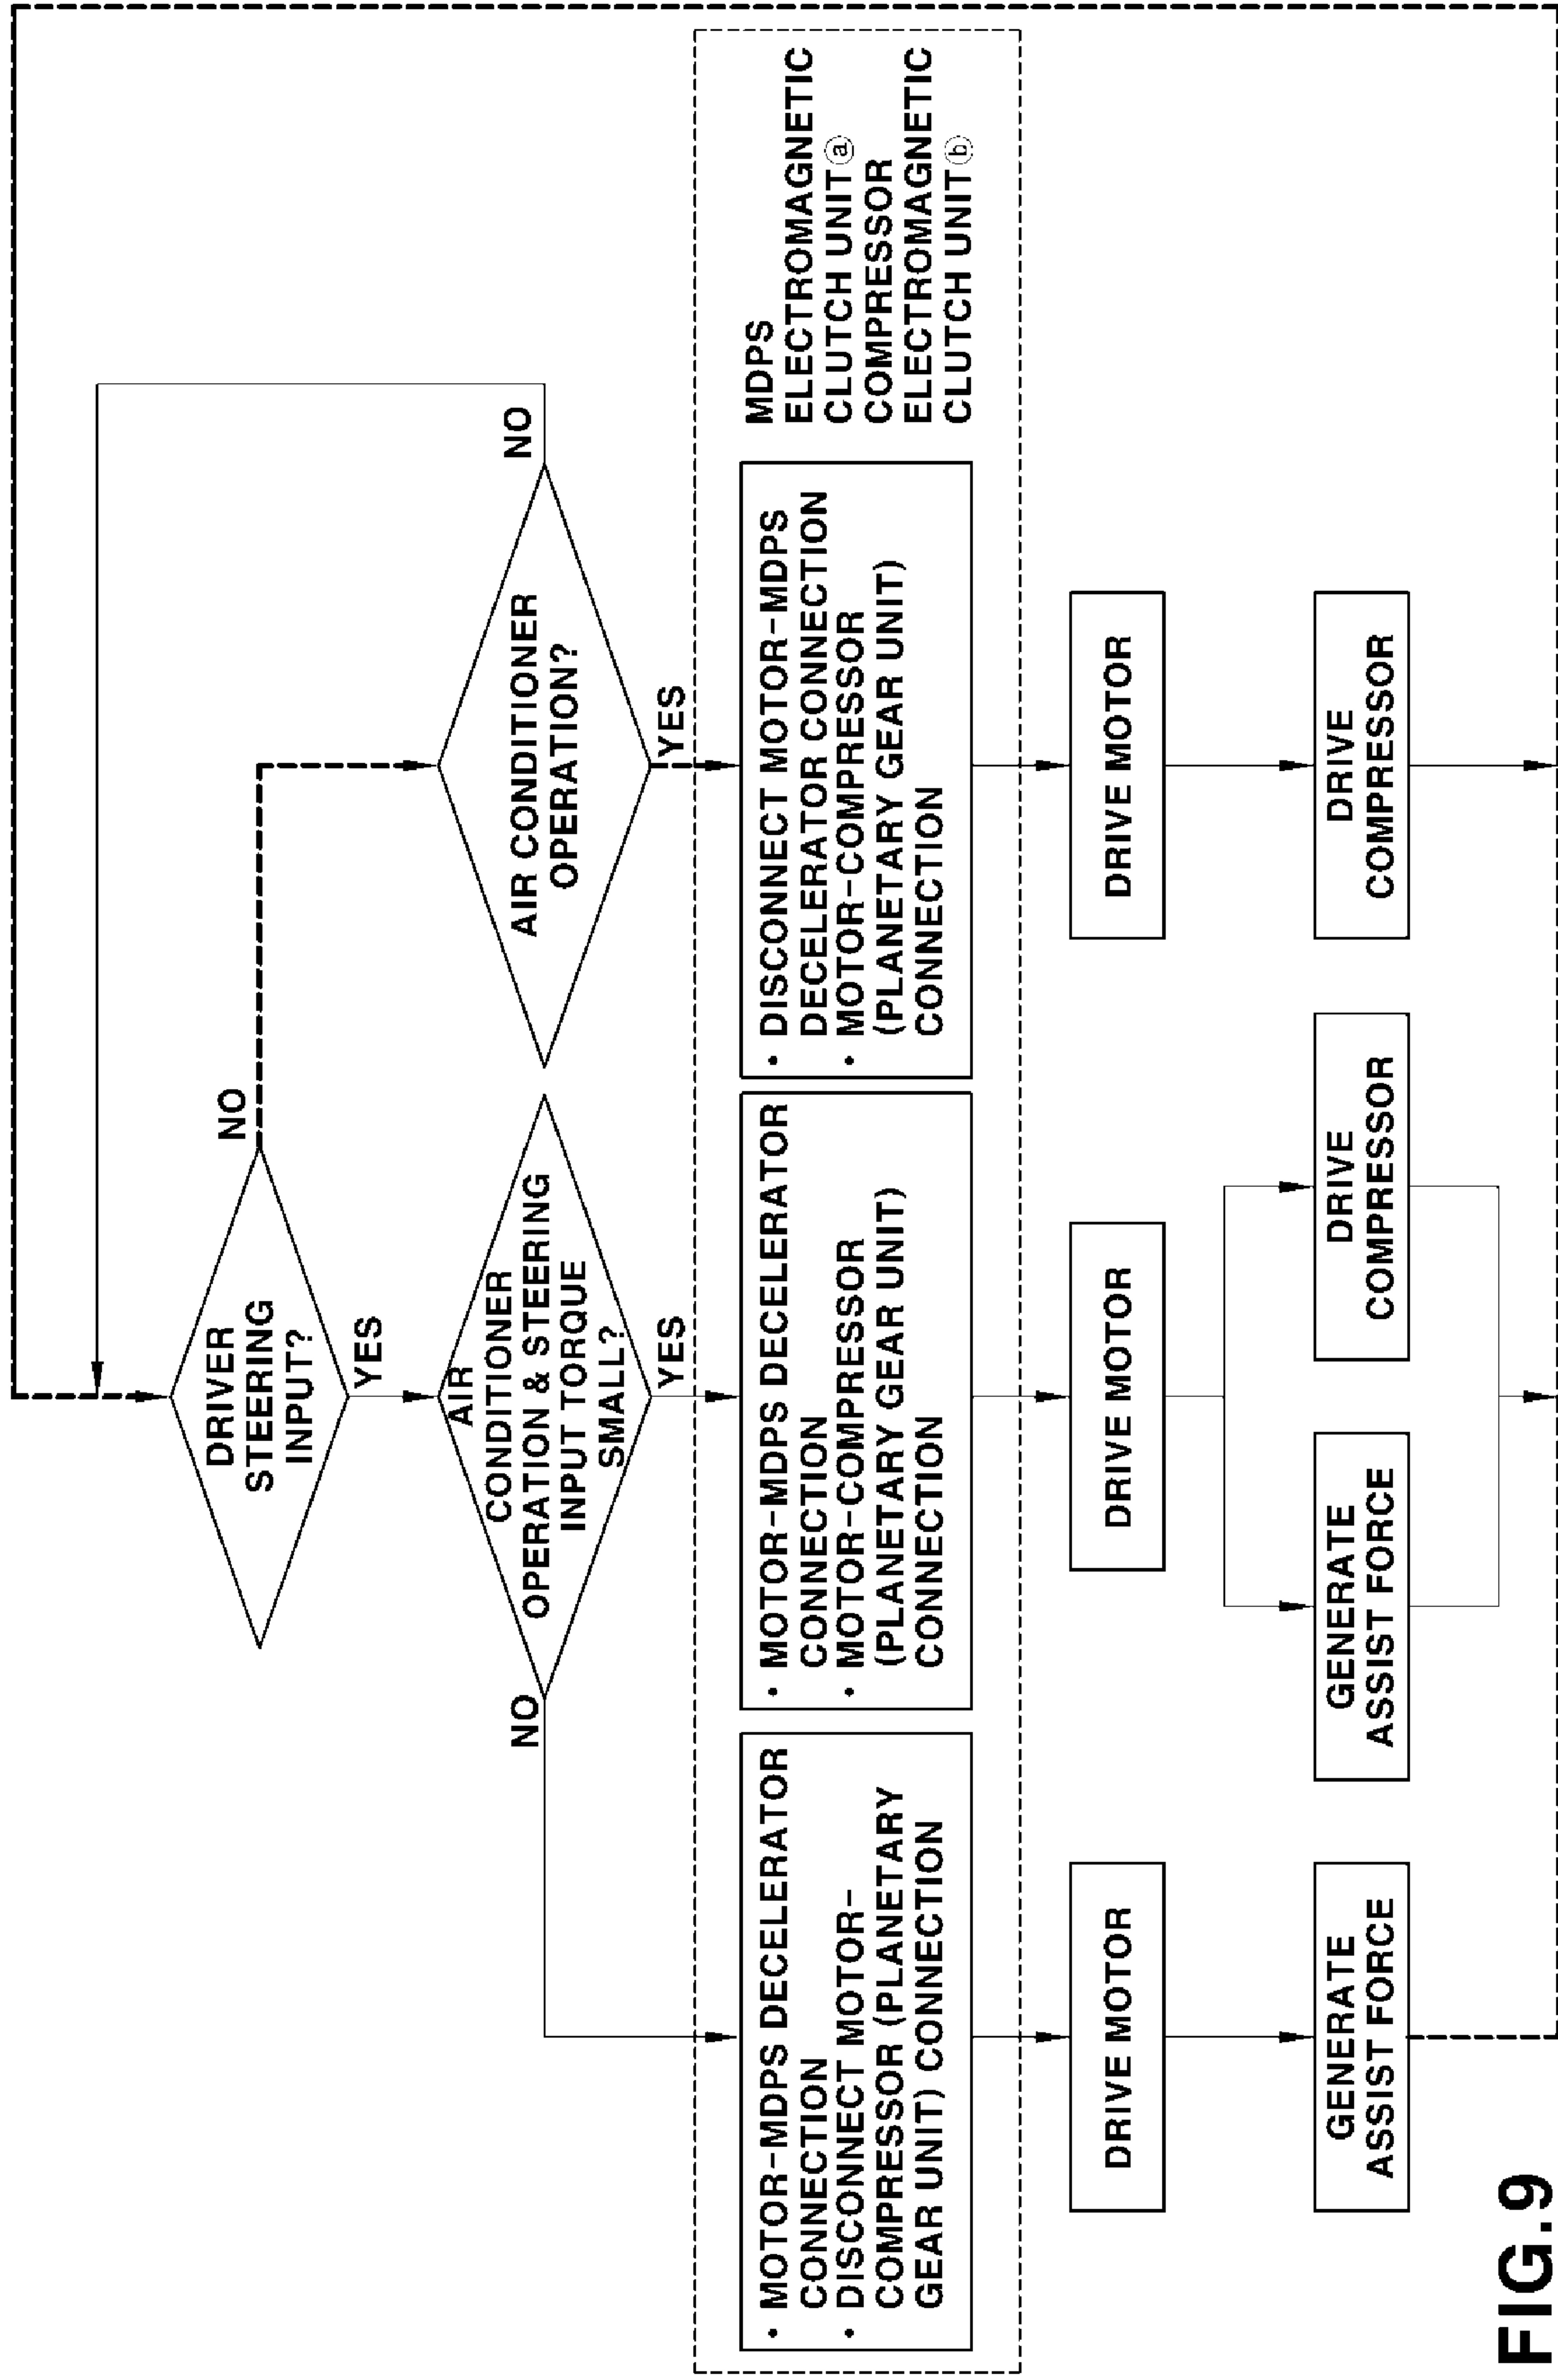 DRIVER
STEERING
INPUT?
NO
YES
AIR
CONDITIONER
OPERATION & STEERING
INPUT TORQUE
SMALL?
NO
YES
AIR CONDITIONER
OPERATION?
NO
YES
• MOTOR-MDPS DECELERATOR
CONNECTION
• DISCONNECT MOTOR-
COMPRESSOR (PLANETARY
GEAR UNIT) CONNECTION
• MOTOR-MDPS DECELERATOR
CONNECTION
• MOTOR-COMPRESSOR
(PLANETARY GEAR UNIT)
CONNECTION
• DISCONNECT MOTOR-MDPS
DECELERATOR CONNECTION
• MOTOR-COMPRESSOR
(PLANETARY GEAR UNIT)
CONNECTION
MDPS
ELECTROMAGNETIC
CLUTCH UNIT ⓐ
COMPRESSOR
ELECTROMAGNETIC
CLUTCH UNIT ⓑ
DRIVE MOTOR
DRIVE MOTOR
DRIVE MOTOR
GENERATE
ASSIST FORCE
GENERATE
ASSIST FORCE
DRIVE
COMPRESSOR
DRIVE
COMPRESSOR
FIG.9